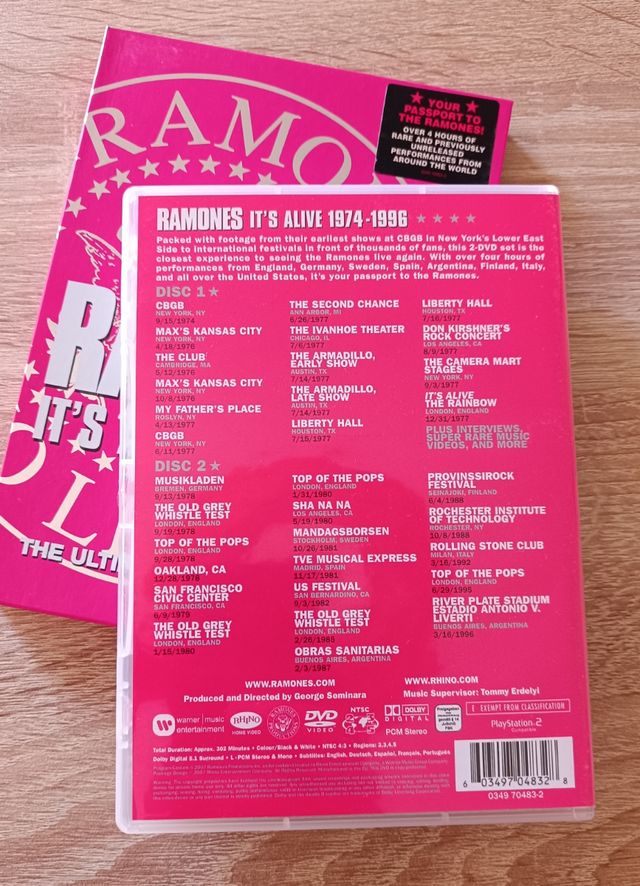 RAMO
★ YOUR ★
PASSPORT TO
THE RAMONES!
OVER 4 HOURS OF
RARE AND PREVIOUSLY
UNRELEASED
PERFORMANCES FROM
AROUND THE WORLD
IT'S
THE ULTI
RAMONES IT'S ALIVE 1974-1996 ★ ★ ★ ★
Packed with footage from their earliest shows at CBGB in New York's Lower East
Side to international festivals in front of thousands of fans, this 2-DVD set is the
closest experience to seeing the Ramones live again. With over four hours of
performances from England, Germany, Sweden, Spain, Argentina, Finland, Italy,
and all over the United States, it's your passport to the Ramones.
DISC 1★
CBGB
NEW YORK, NY
9/15/1974
MAX'S KANSAS CITY
NEW YORK, NY
4/18/1976
THE CLUB
CAMBRIDGE, MA
5/12/1976
MAX'S KANSAS CITY
NEW YORK, NY
10/8/1976
MY FATHER'S PLACE
ROSLYN, NY
4/13/1977
CBGB
NEW YORK, NY
6/11/1977
THE SECOND CHANCE
ANN ARBOR, MI
6/26/1977
THE IVANHOE THEATER
CHICAGO, IL
7/6/1977
THE ARMADILLO,
EARLY SHOW
AUSTIN, TX
7/14/1977
THE ARMADILLO,
LATE SHOW
AUSTIN, TX
7/14/1977
LIBERTY HALL
HOUSTON, TX
7/15/1977
LIBERTY HALL
HOUSTON, TX
7/16/1977
DON KIRSHNER'S
ROCK CONCERT
LOS ANGELES, CA
8/9/1977
THE CAMERA MART
STAGES
NEW YORK, NY
9/3/1977
IT'S ALIVE
THE RAINBOW
LONDON, ENGLAND
12/31/1977
PLUS INTERVIEWS,
SUPER RARE MUSIC
VIDEOS, AND MORE
DISC 2★
MUSIKLADEN
BREMEN, GERMANY
9/13/1978
THE OLD GREY
WHISTLE TEST
LONDON, ENGLAND
9/19/1978
TOP OF THE POPS
LONDON, ENGLAND
9/28/1978
OAKLAND, CA
12/28/1978
SAN FRANCISCO
CIVIC CENTER
SAN FRANCISCO, CA
6/9/1979
THE OLD GREY
WHISTLE TEST
LONDON, ENGLAND
1/15/1980
TOP OF THE POPS
LONDON, ENGLAND
1/31/1980
SHA NA NA
LOS ANGELES, CA
5/19/1980
MANDAGSBORSEN
STOCKHOLM, SWEDEN
10/26/1981
TVE MUSICAL EXPRESS
MADRID, SPAIN
11/17/1981
US FESTIVAL
SAN BERNARDINO, CA
9/3/1982
THE OLD GREY
WHISTLE TEST
LONDON, ENGLAND
2/26/1985
OBRAS SANITARIAS
BUENOS AIRES, ARGENTINA
2/3/1987
PROVINSSIROCK
FESTIVAL
SEINAJOKI, FINLAND
6/4/1988
ROCHESTER INSTITUTE
OF TECHNOLOGY
ROCHESTER, NY
10/8/1988
ROLLING STONE CLUB
MILAN, ITALY
3/16/1992
TOP OF THE POPS
LONDON, ENGLAND
6/29/1995
RIVER PLATE STADIUM
ESTADIO ANTONIO V.
LIVERTI
BUENOS AIRES, ARGENTINA
3/16/1996
WWW.RAMONES.COM
WWW.RHINO.COM
Produced and Directed by George Seminara
Music Supervisor: Tommy Erdelyi
warner music
entertainment
RHINO
HOME VIDEO
DVD
VIDEO
NTSC
DOLBY
DIGITAL
PCM Stereo
E EXEMPT FROM CLASSIFICATION
PlayStation.2
Compatible
Total Duration: Approx. 302 Minutes • Colour/Black & White • NTSC 4:3 • Regions: 2,3,4,5
Dolby Digital 5.1 Surround • L-PCM Stereo & Mono • Subtitles: English, Deutsch, Español, Français, Português
6 03497 04832 8
0349 70483-2